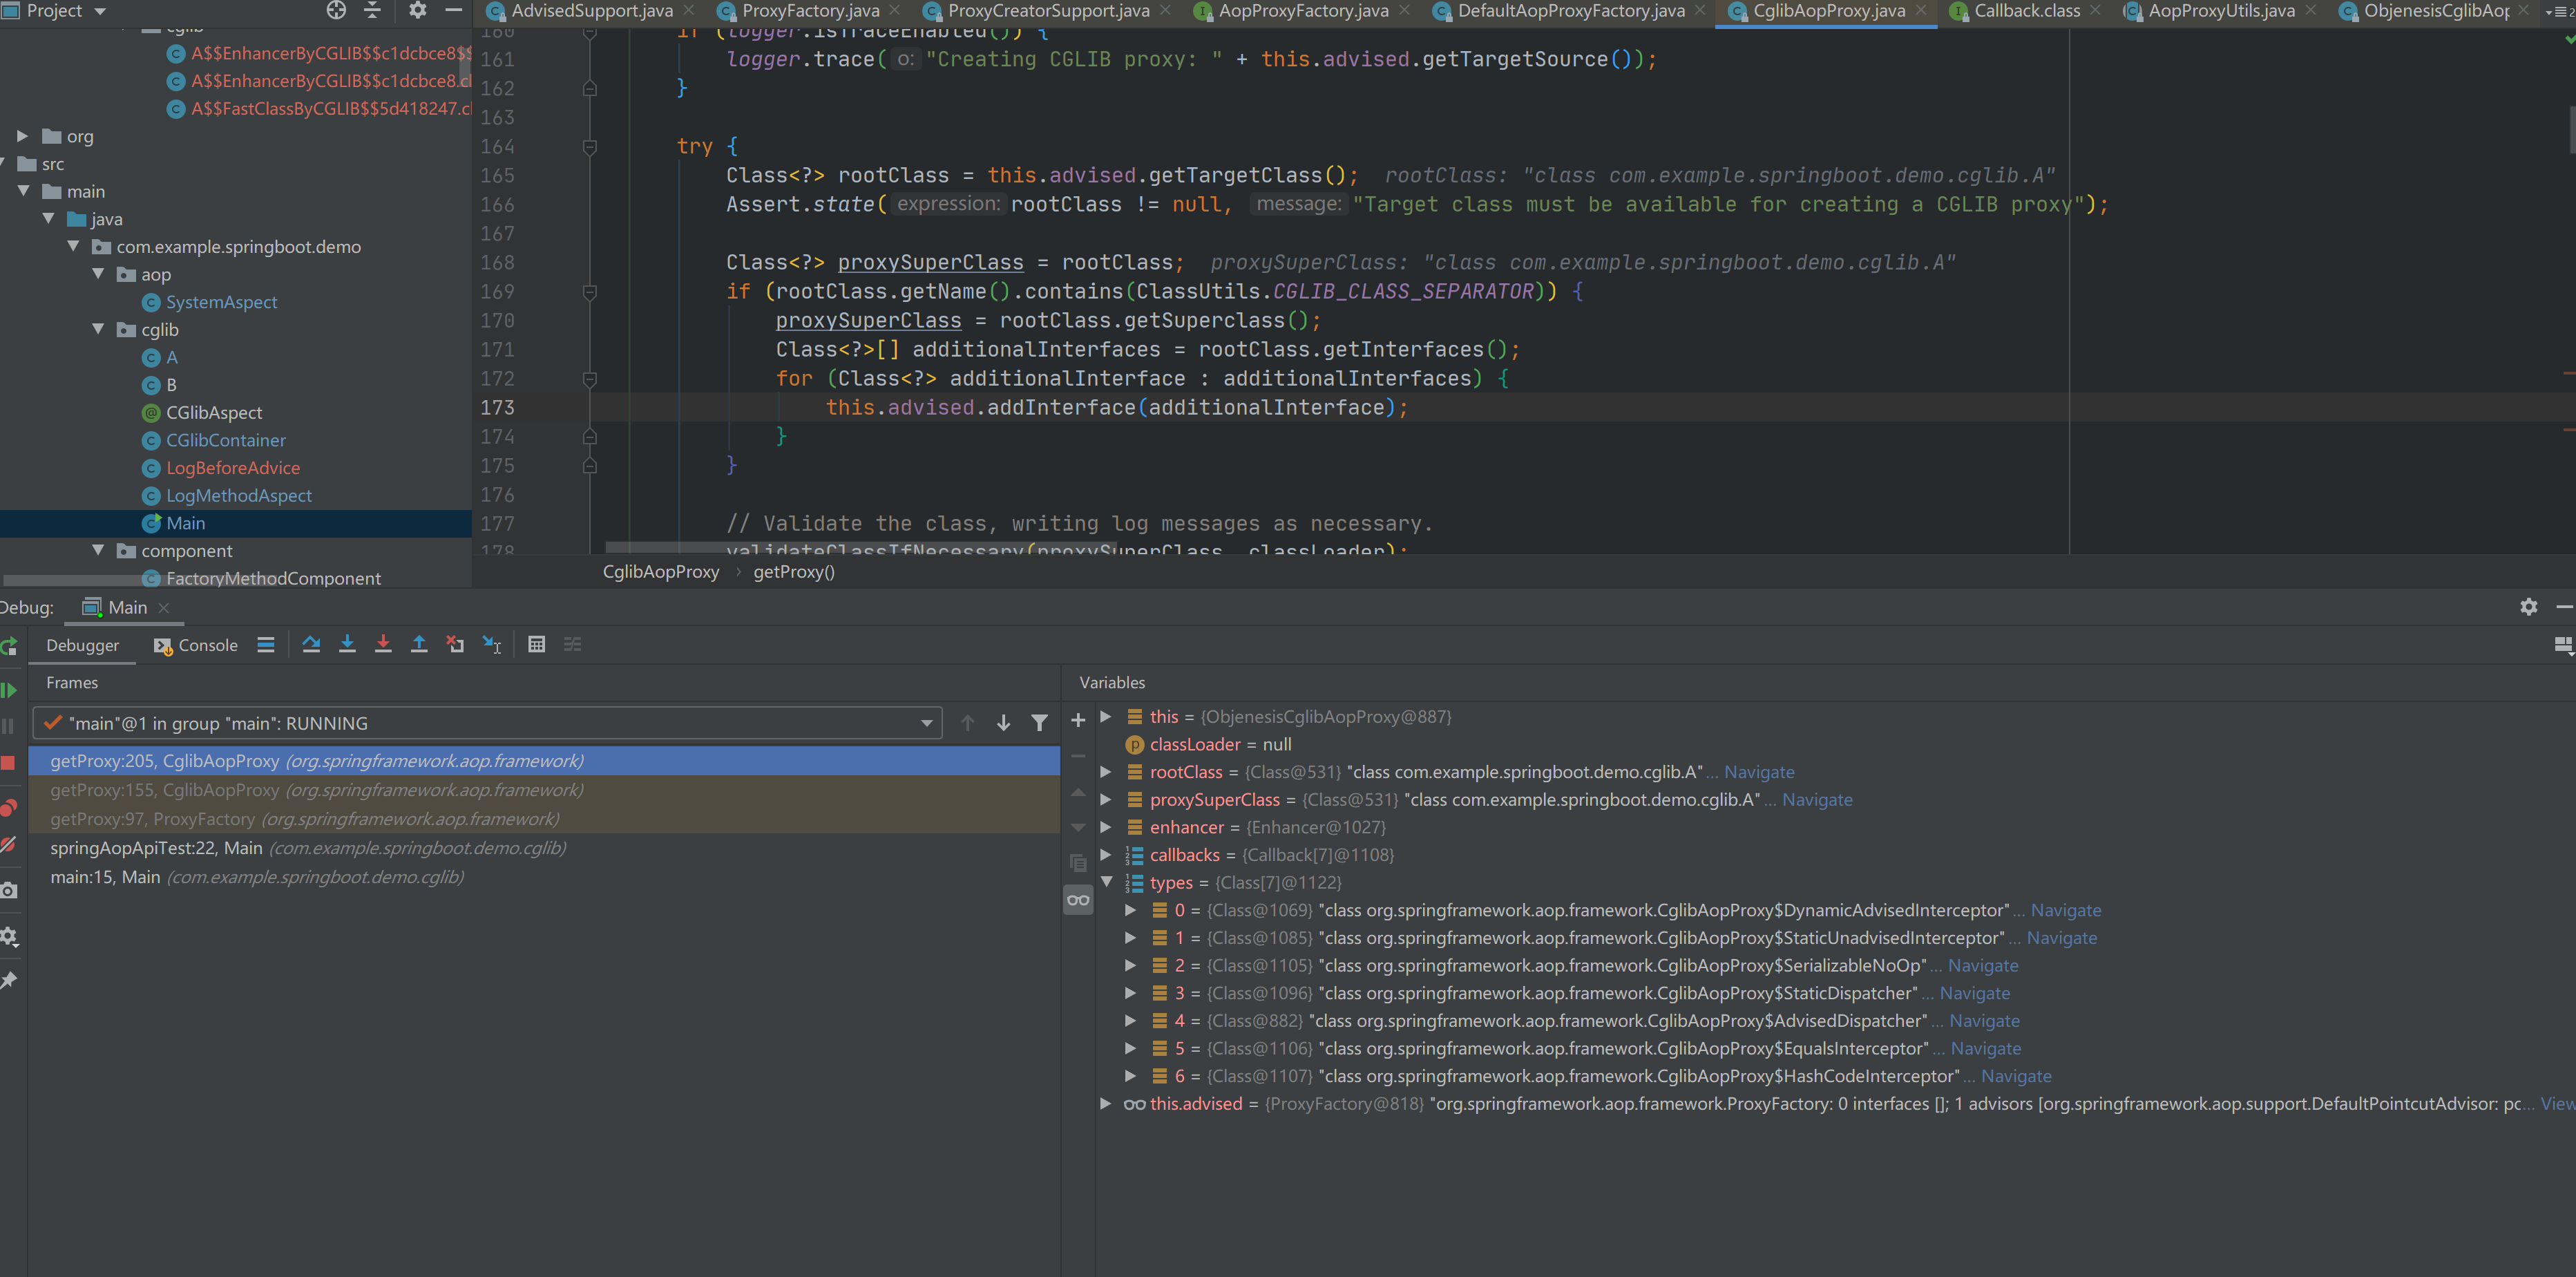 Project
AdvisedSupport.java
ProxyFactory.java
ProxyCreatorSupport.java
AopProxyFactory.java
DefaultAopProxyFactory.java
CglibAopProxy.java
Callback.class
AopProxyUtils.java
ObjenesisCglibAop
cglib
A$$EnhancerByCGLIB$$c1dcbce8$$
A$$EnhancerByCGLIB$$c1dcbce8.cl
A$$FastClassByCGLIB$$5d418247.cl
org
src
main
java
com.example.springboot.demo
aop
SystemAspect
cglib
A
B
CGlibAspect
CGlibContainer
LogBeforeAdvice
LogMethodAspect
Main
component
FactoryMethodComponent
160 if (logger.isTraceEnabled()) {
161 logger.trace( o: "Creating CGLIB proxy: " + this.advised.getTargetSource());
162 }
163
164 try {
165 Class<?> rootClass = this.advised.getTargetClass(); rootClass: "class com.example.springboot.demo.cglib.A"
166 Assert.state( expression: rootClass != null, message: "Target class must be available for creating a CGLIB proxy");
167
168 Class<?> proxySuperClass = rootClass; proxySuperClass: "class com.example.springboot.demo.cglib.A"
169 if (rootClass.getName().contains(ClassUtils.CGLIB_CLASS_SEPARATOR)) {
170 proxySuperClass = rootClass.getSuperclass();
171 Class<?>[] additionalInterfaces = rootClass.getInterfaces();
172 for (Class<?> additionalInterface : additionalInterfaces) {
173 this.advised.addInterface(additionalInterface);
174 }
175 }
176
177 // Validate the class, writing log messages as necessary.
178 validateClassIfNecessary(proxySuperClass, classLoader);
CglibAopProxy › getProxy()
Debug: Main
Debugger Console
Frames
"main"@1 in group "main": RUNNING
getProxy:205, CglibAopProxy (org.springframework.aop.framework)
getProxy:155, CglibAopProxy (org.springframework.aop.framework)
getProxy:97, ProxyFactory (org.springframework.aop.framework)
springAopApiTest:22, Main (com.example.springboot.demo.cglib)
main:15, Main (com.example.springboot.demo.cglib)
Variables
this = {ObjenesisCglibAopProxy@887}
classLoader = null
rootClass = {Class@531} "class com.example.springboot.demo.cglib.A"... Navigate
proxySuperClass = {Class@531} "class com.example.springboot.demo.cglib.A"... Navigate
enhancer = {Enhancer@1027}
callbacks = {Callback[7]@1108}
types = {Class[7]@1122}
0 = {Class@1069} "class org.springframework.aop.framework.CglibAopProxy$DynamicAdvisedInterceptor"... Navigate
1 = {Class@1085} "class org.springframework.aop.framework.CglibAopProxy$StaticUnadvisedInterceptor"... Navigate
2 = {Class@1105} "class org.springframework.aop.framework.CglibAopProxy$SerializableNoOp"... Navigate
3 = {Class@1096} "class org.springframework.aop.framework.CglibAopProxy$StaticDispatcher"... Navigate
4 = {Class@882} "class org.springframework.aop.framework.CglibAopProxy$AdvisedDispatcher"... Navigate
5 = {Class@1106} "class org.springframework.aop.framework.CglibAopProxy$EqualsInterceptor"... Navigate
6 = {Class@1107} "class org.springframework.aop.framework.CglibAopProxy$HashCodeInterceptor"... Navigate
this.advised = {ProxyFactory@818} "org.springframework.aop.framework.ProxyFactory: 0 interfaces []; 1 advisors [org.springframework.aop.support.DefaultPointcutAdvisor: pc... View